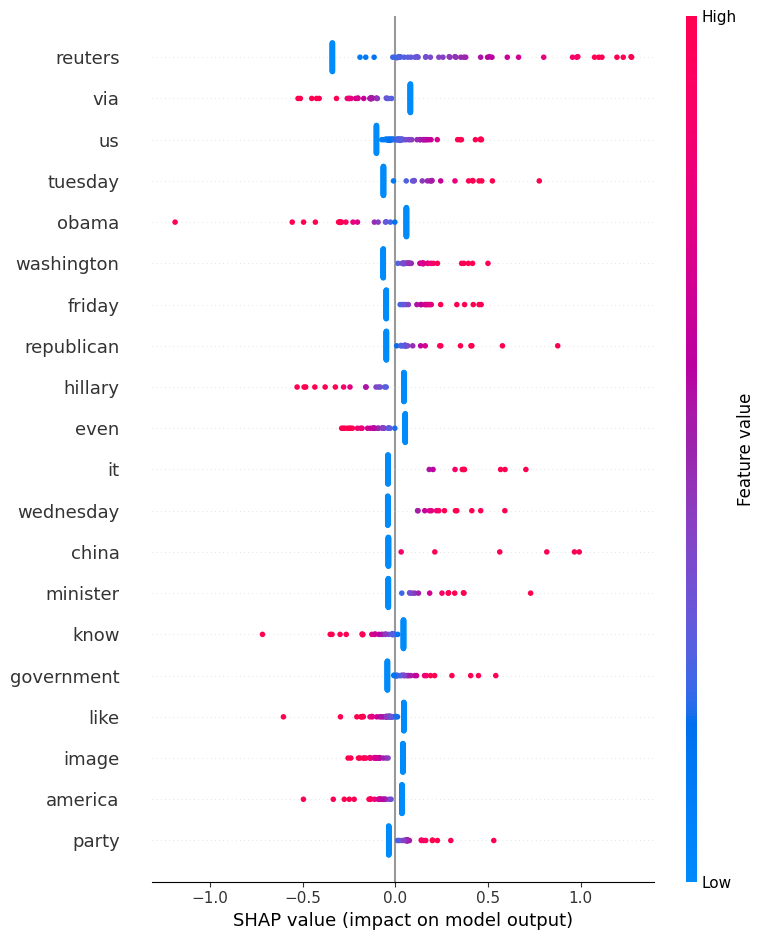 High
reuters
via
us
tuesday
obama
washington
friday
republican
hillary
even
it
wednesday
china
minister
know
government
like
image
america
party
Feature value
Low
−1.0 −0.5 0.0 0.5 1.0
SHAP value (impact on model output)